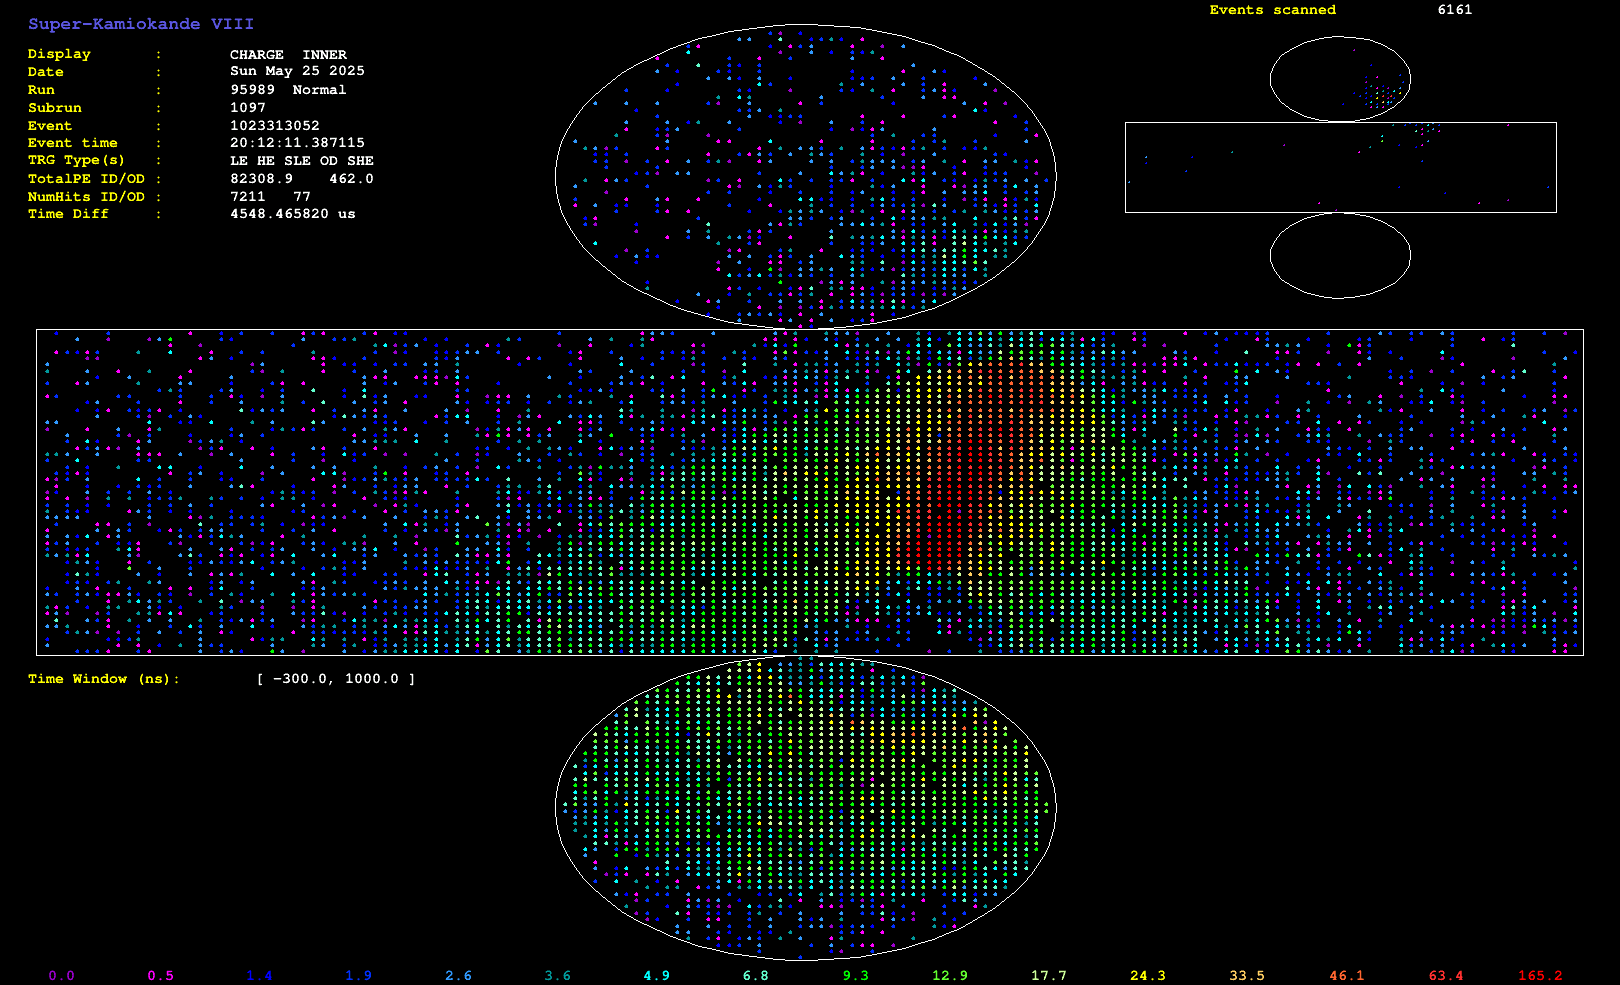 Super-Kamiokande VIII
Events scanned 6161
Display : CHARGE INNER
Date : Sun May 25 2025
Run : 95989 Normal
Subrun : 1097
Event : 1023313052
Event time : 20:12:11.387115
TRG Type(s) : LE HE SLE OD SHE
TotalPE ID/OD : 82308.9 462.0
NumHits ID/OD : 7211 77
Time Diff : 4548.465820 us
Time Window (ns): [ -300.0, 1000.0 ]
0.0 0.5 1.4 1.9 2.6 3.6 4.9 6.8 9.3 12.9 17.7 24.3 33.5 46.1 63.4 165.2